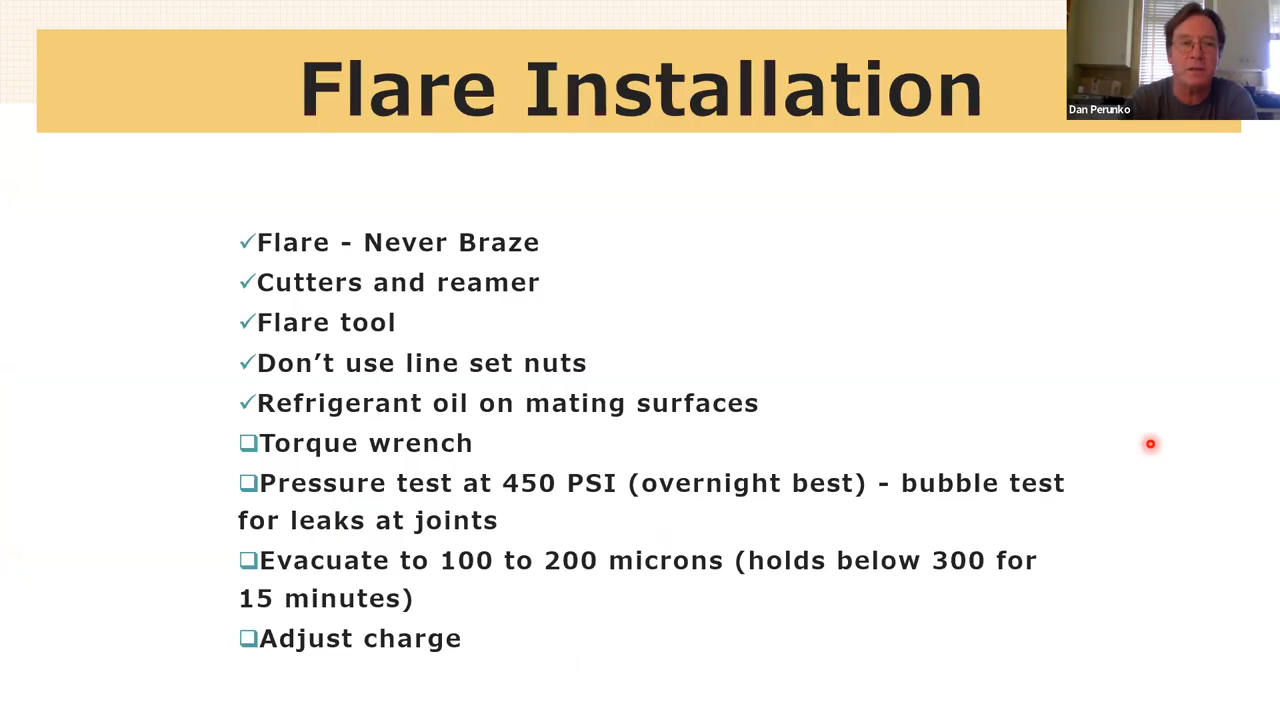 Flare Installation
Dan Perunko
✓Flare - Never Braze
✓Cutters and reamer
✓Flare tool
✓Don’t use line set nuts
✓Refrigerant oil on mating surfaces
❑Torque wrench
❑Pressure test at 450 PSI (overnight best) - bubble test
for leaks at joints
❑Evacuate to 100 to 200 microns (holds below 300 for
15 minutes)
❑Adjust charge